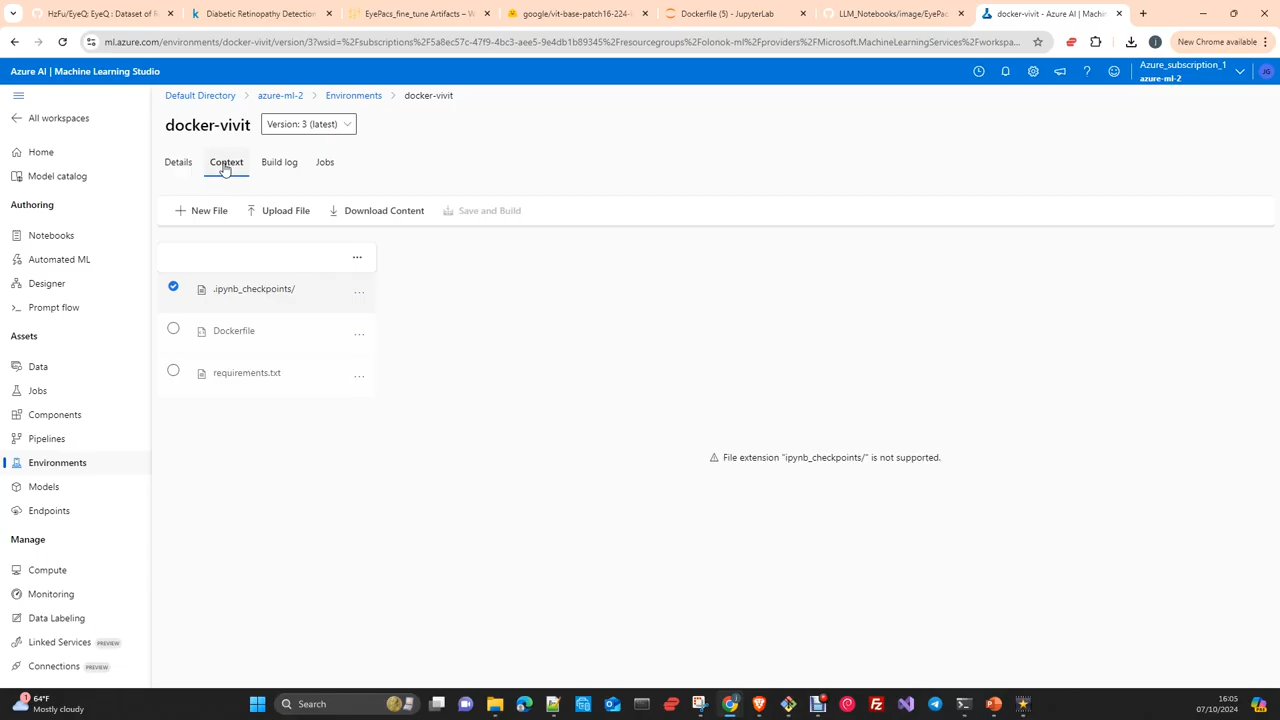 HzFu/EyeQ: EyeQ : Dataset of R
Diabetic Retinopathy Detection
EyePacs_fine_tune Artifacts – W
google/vit-base-patch16-224-i
Dockerfile (5) - JupyterLab
LLM_Notebooks/image/EyePac
docker-vivit - Azure AI | Machin
ml.azure.com/environments/docker-vivit/version/3?wsid=%2Fsubscriptions%2F5a8ec57c-47f9-4bc3-aee5-9e4db1b89345%2Fresourcegroups%2Folonok-ml%2Fproviders%2FMicrosoft.MachineLearningServices%2Fworkspa...
New Chrome available
Azure AI | Machine Learning Studio
Azure_subscription_1
azure-ml-2
JG
All workspaces
Home
Model catalog
Authoring
Notebooks
Automated ML
Designer
Prompt flow
Assets
Data
Jobs
Components
Pipelines
Environments
Models
Endpoints
Manage
Compute
Monitoring
Data Labeling
Linked Services PREVIEW
Connections PREVIEW
Default Directory > azure-ml-2 > Environments > docker-vivit
docker-vivit
Version: 3 (latest)
Details Context Build log Jobs
New File Upload File Download Content Save and Build
.ipynb_checkpoints/
Dockerfile
requirements.txt
File extension "ipynb_checkpoints/" is not supported.
64°F
Mostly cloudy
Search
16:05
07/10/2024